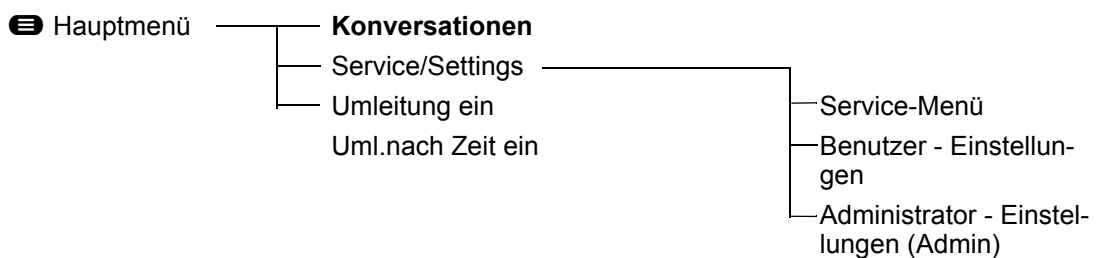 Hauptmenü
Konversationen
Service/Settings
Umleitung ein
Uml.nach Zeit ein
Service-Menü
Benutzer - Einstellun-
gen
Administrator - Einstel-
lungen (Admin)